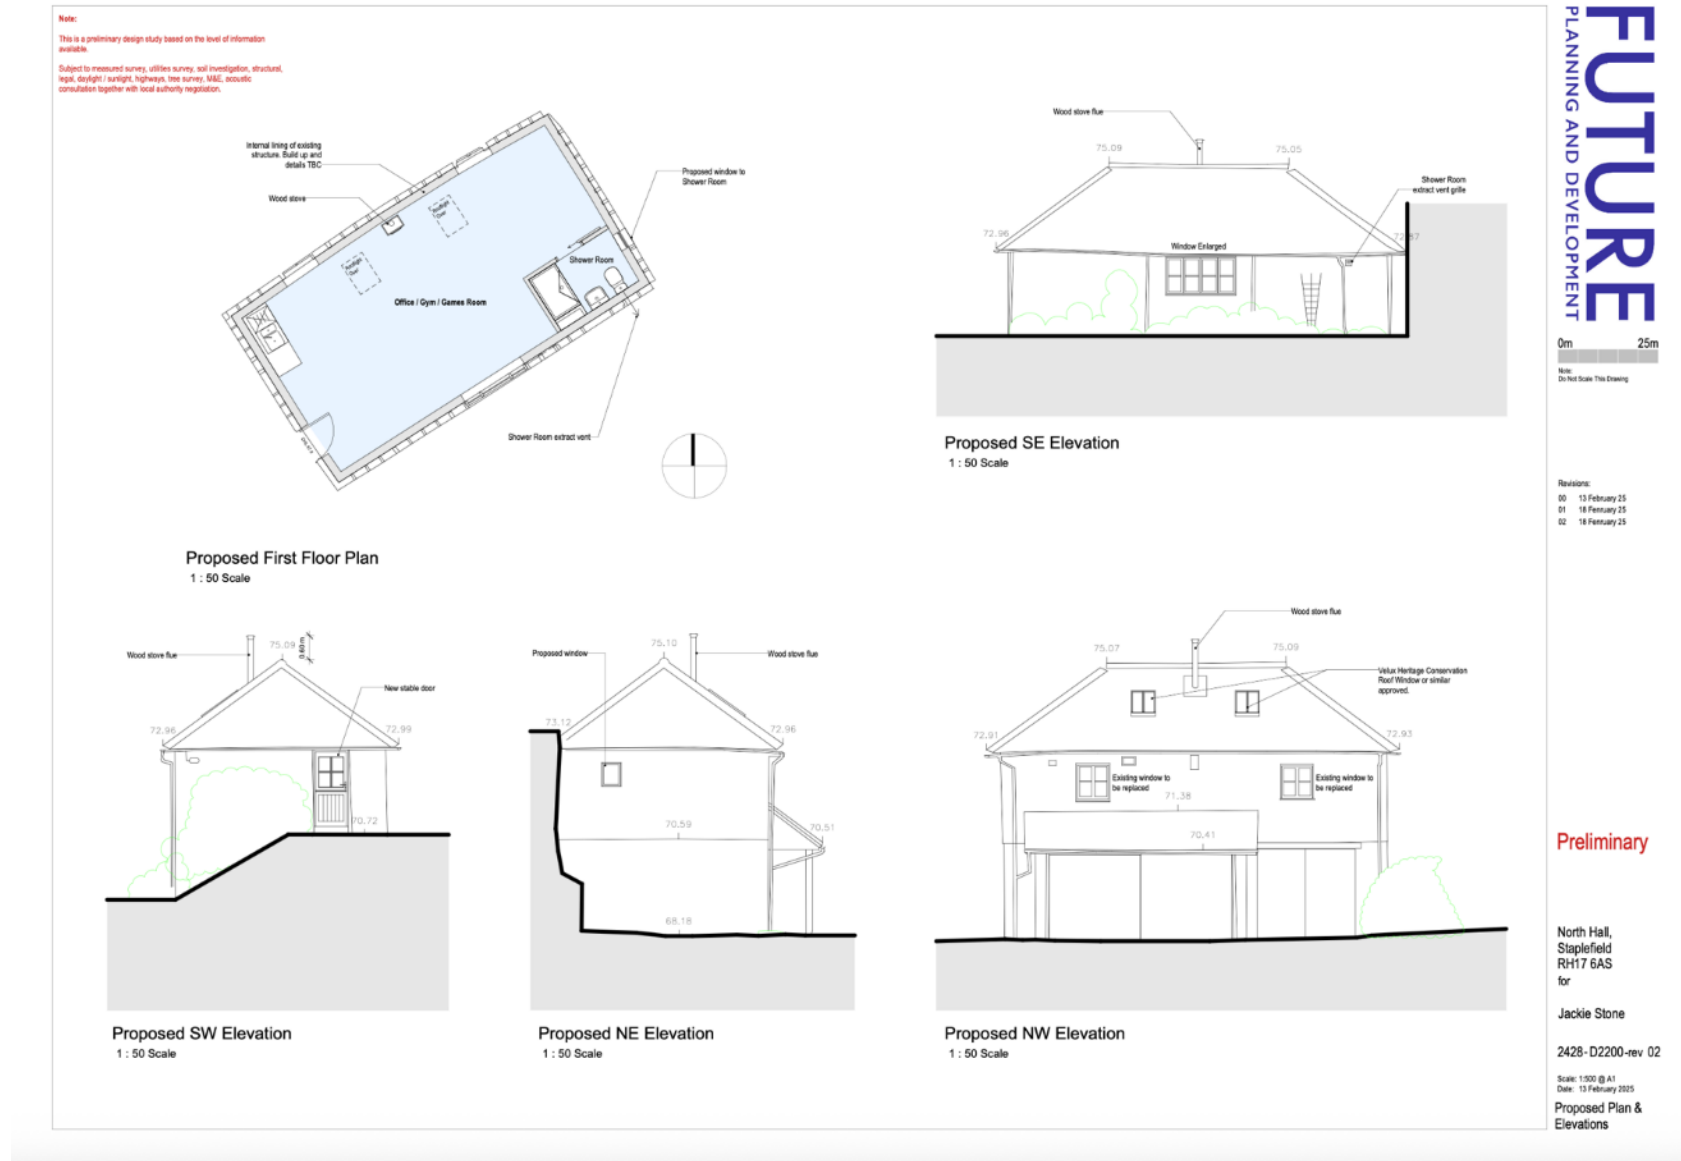 Note:
This is a preliminary design study based on the level of information
available.
Subject to measured survey, utilities survey, soil investigation, structural,
legal, daylight / sunlight, highways, tree survey, M&E, acoustic
consultation together with local authority negotiation.
Internal lining of existing
structure. Build up and
details TBC
Wood stove
Proposed window to
Shower Room
Shower Room
Office / Gym / Games Room
Shower Room extract vent
Proposed First Floor Plan
1 : 50 Scale
Wood stove flue
75.09
75.05
Shower Room
extract vent grille
72.96
Window Enlarged
Proposed SE Elevation
1 : 50 Scale
Wood stove flue
75.09
0.60m
New stable door
72.96
72.99
70.72
Proposed SW Elevation
1 : 50 Scale
Proposed window
75.10
Wood stove flue
73.12
72.96
70.59
70.51
68.18
Proposed NE Elevation
1 : 50 Scale
Wood stove flue
75.07
75.09
Velux Heritage Conservation
Roof Window or similar
approved.
72.91
72.93
Existing window to
be replaced
Existing window to
be replaced
71.38
70.41
Proposed NW Elevation
1 : 50 Scale
FUTURE
PLANNING AND DEVELOPMENT
0m 25m
Note:
Do Not Scale This Drawing
Revisions:
00 13 February 25
01 18 Fenruary 25
02 18 Fenruary 25
Preliminary
North Hall,
Staplefield
RH17 6AS
for
Jackie Stone
2428-D2200-rev 02
Scale: 1:500 @ A1
Date: 13 February 2025
Proposed Plan &
Elevations